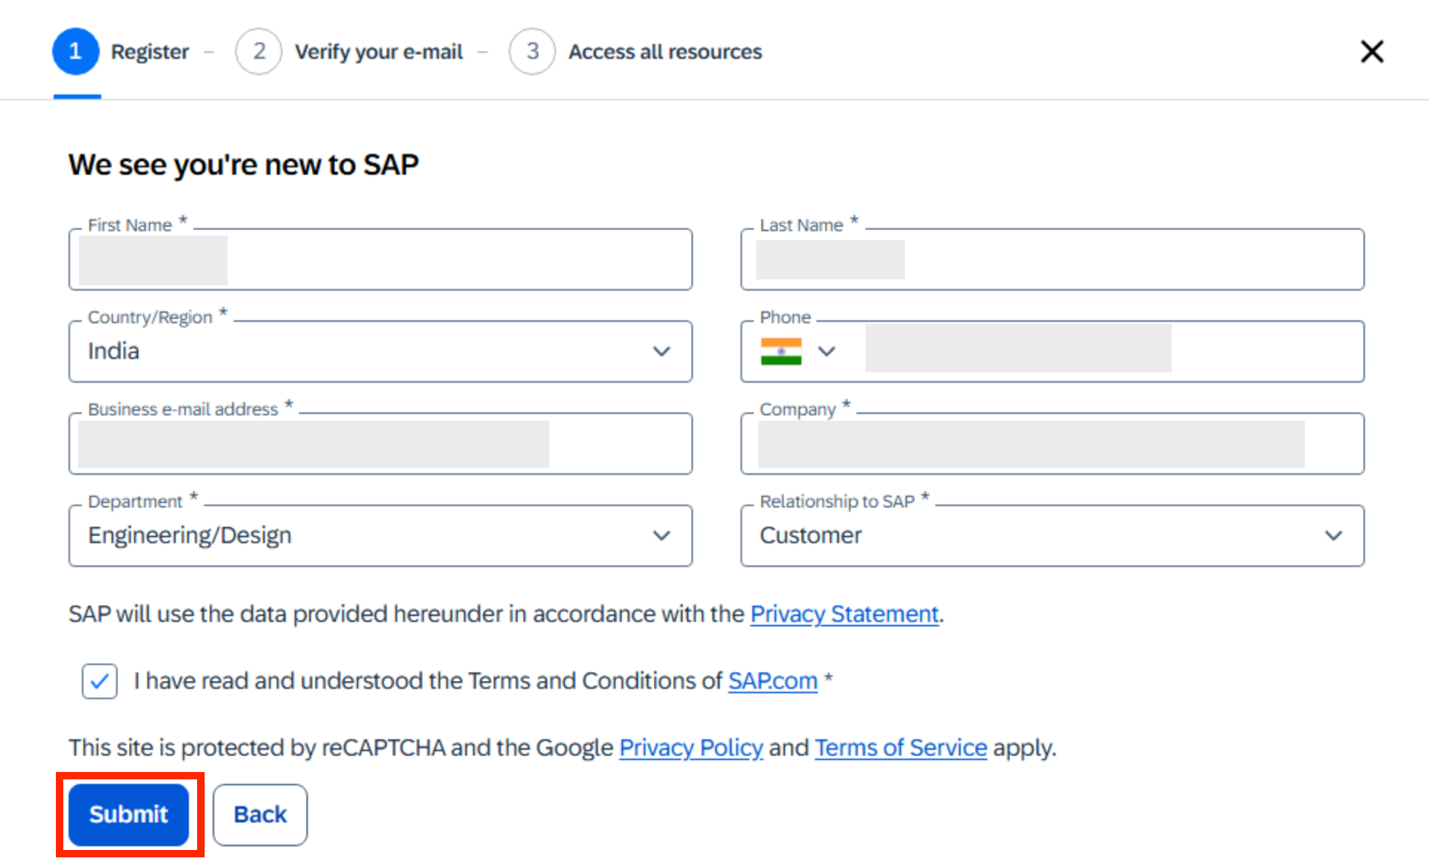 1 Register – 2 Verify your e-mail – 3 Access all resources
We see you're new to SAP
First Name *
Last Name *
Country/Region *
India
Phone
Business e-mail address *
Company *
Department *
Engineering/Design
Relationship to SAP *
Customer
SAP will use the data provided hereunder in accordance with the Privacy Statement.
I have read and understood the Terms and Conditions of SAP.com *
This site is protected by reCAPTCHA and the Google Privacy Policy and Terms of Service apply.
Submit
Back